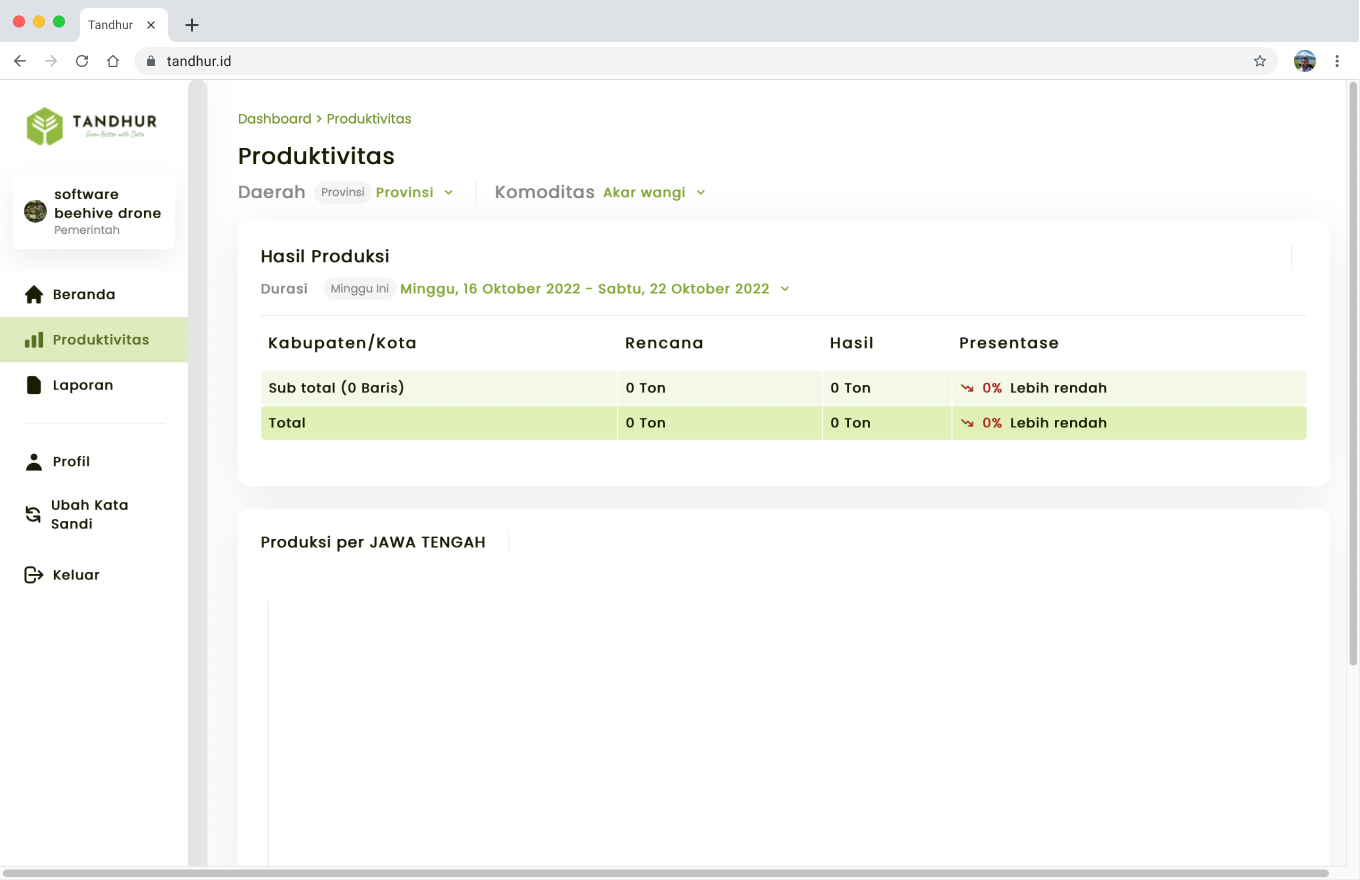 Tandhur
tandhur.id
TANDHUR
Grow Better with Data
software
beehive drone
Pemerintah
Beranda
Produktivitas
Laporan
Profil
Ubah Kata
Sandi
Keluar
Dashboard > Produktivitas
Produktivitas
Daerah Provinsi Provinsi Komoditas Akar wangi
Hasil Produksi
Durasi Minggu Ini Minggu, 16 Oktober 2022 - Sabtu, 22 Oktober 2022
Kabupaten/Kota Rencana Hasil Presentase
Sub total (0 Baris) 0 Ton 0 Ton 0% Lebih rendah
Total 0 Ton 0 Ton 0% Lebih rendah
Produksi per JAWA TENGAH